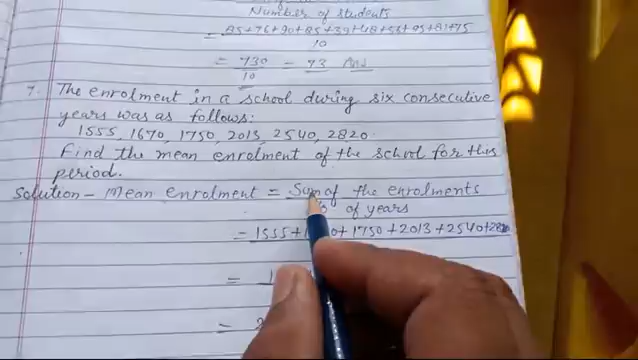 Number of students
= 85+76+90+85+39+48+56+95+81+75
10
= 730
10
= 73 Ans
7. The enrolment in a school during six consecutive
years was as follows:
1555, 1670, 1750, 2013, 2540, 2820.
Find the mean enrolment of the school for this
period.
Solution - Mean enrolment = Sum of the enrolments
of years
= 1555+ +1750+2013+2540+2820
=
=